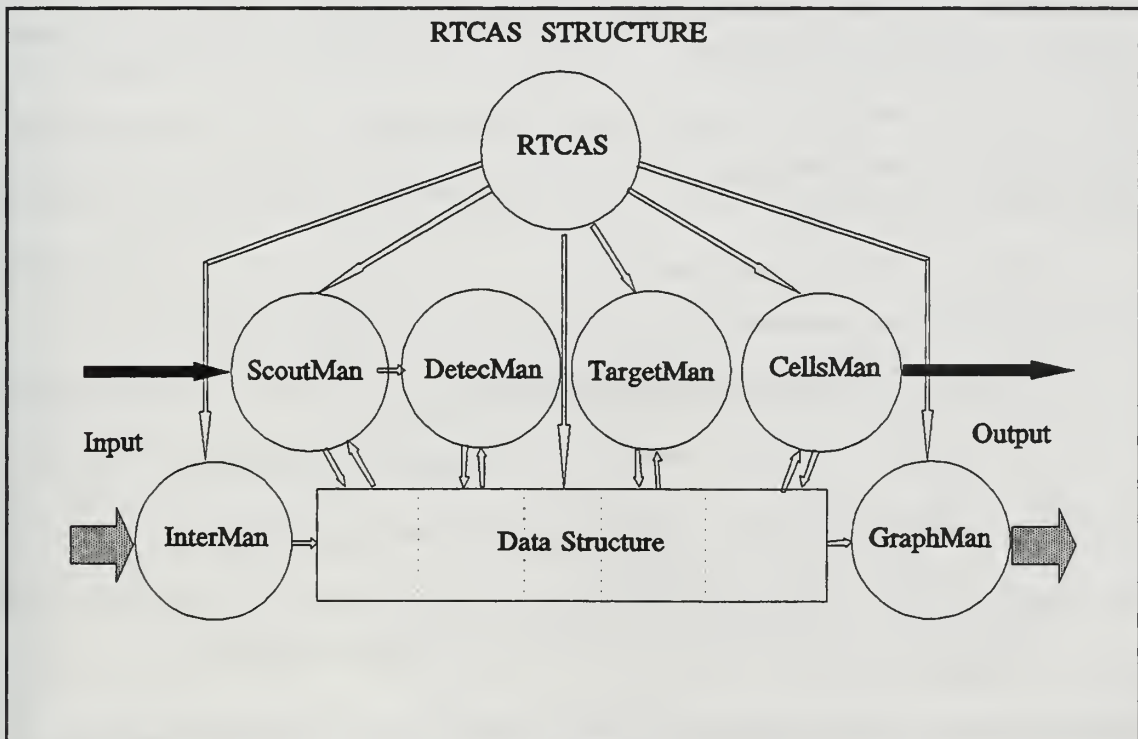 RTCAS STRUCTURE
RTCAS
ScoutMan
DetecMan
TargetMan
CellsMan
Input
Output
InterMan
Data Structure
GraphMan